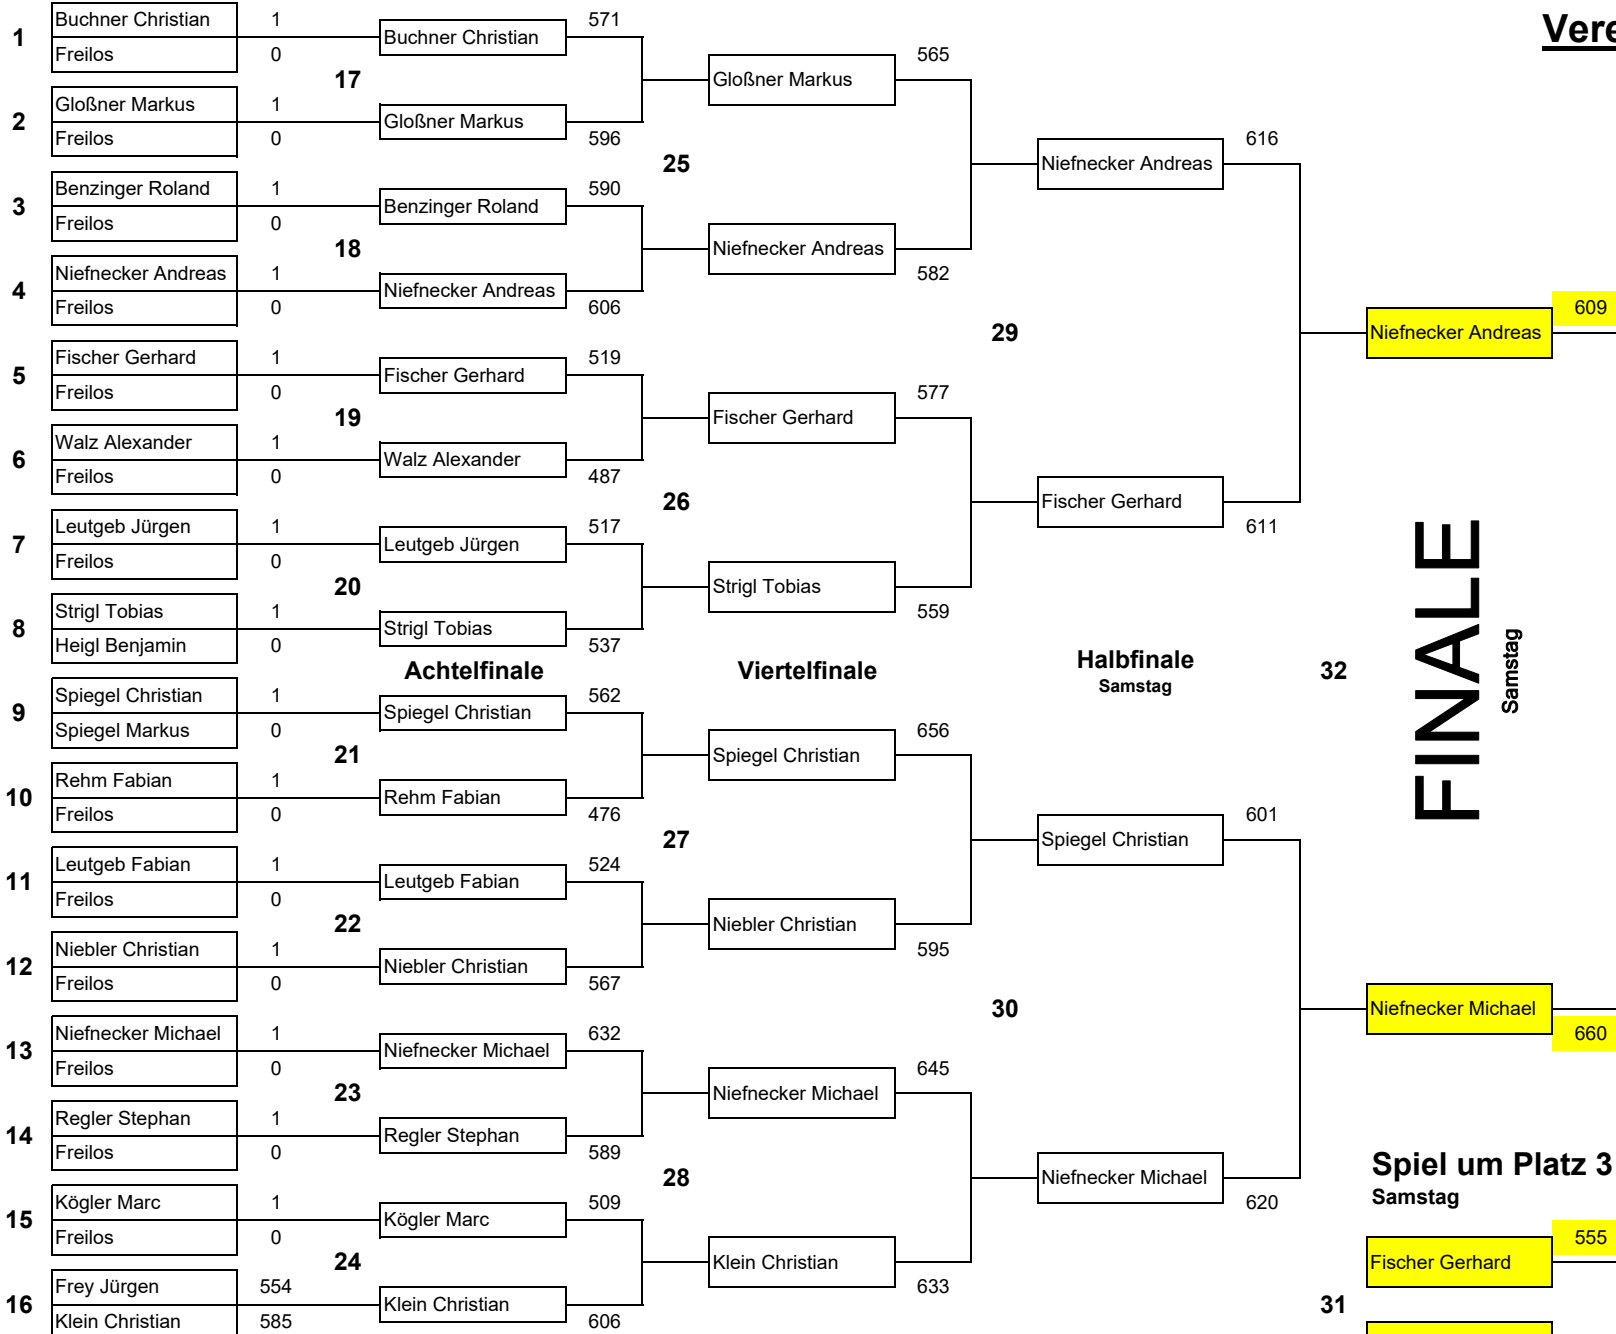 Vere
1
Buchner Christian 1
Freilos 0
2
Gloßner Markus 1
Freilos 0
3
Benzinger Roland 1
Freilos 0
4
Niefnecker Andreas 1
Freilos 0
5
Fischer Gerhard 1
Freilos 0
6
Walz Alexander 1
Freilos 0
7
Leutgeb Jürgen 1
Freilos 0
8
Strigl Tobias 1
Heigl Benjamin 0
9
Spiegel Christian 1
Spiegel Markus 0
10
Rehm Fabian 1
Freilos 0
11
Leutgeb Fabian 1
Freilos 0
12
Niebler Christian 1
Freilos 0
13
Niefnecker Michael 1
Freilos 0
14
Regler Stephan 1
Freilos 0
15
Kögler Marc 1
Freilos 0
16
Frey Jürgen 554
Klein Christian 585
Achtelfinale
17
Buchner Christian 571
Gloßner Markus 596
18
Benzinger Roland 590
Niefnecker Andreas 606
19
Fischer Gerhard 519
Walz Alexander 487
20
Leutgeb Jürgen 517
Strigl Tobias 537
21
Spiegel Christian 562
Rehm Fabian 476
22
Leutgeb Fabian 524
Niebler Christian 567
23
Niefnecker Michael 632
Regler Stephan 589
24
Kögler Marc 509
Klein Christian 606
Viertelfinale
25
Gloßner Markus 565
Niefnecker Andreas 582
26
Fischer Gerhard 577
Strigl Tobias 559
27
Spiegel Christian 656
Niebler Christian 595
28
Niefnecker Michael 645
Klein Christian 633
Halbfinale
Samstag
29
Niefnecker Andreas 616
Fischer Gerhard 611
30
Spiegel Christian 601
Niefnecker Michael 620
32
FINALE
Samstag
Niefnecker Andreas 609
Niefnecker Michael 660
Spiel um Platz 3
Samstag
31
Fischer Gerhard 555